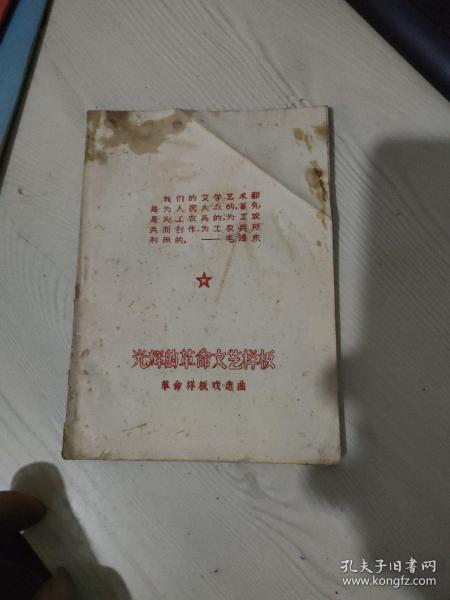 我们的文学艺术都
是为人民大众的，首先
是为工农兵的，为工农
兵而创作，为工农兵所
利用的。——毛泽东
光辉的革命文艺样板
革命样板戏选曲
孔夫子旧书网
www.kongfz.com